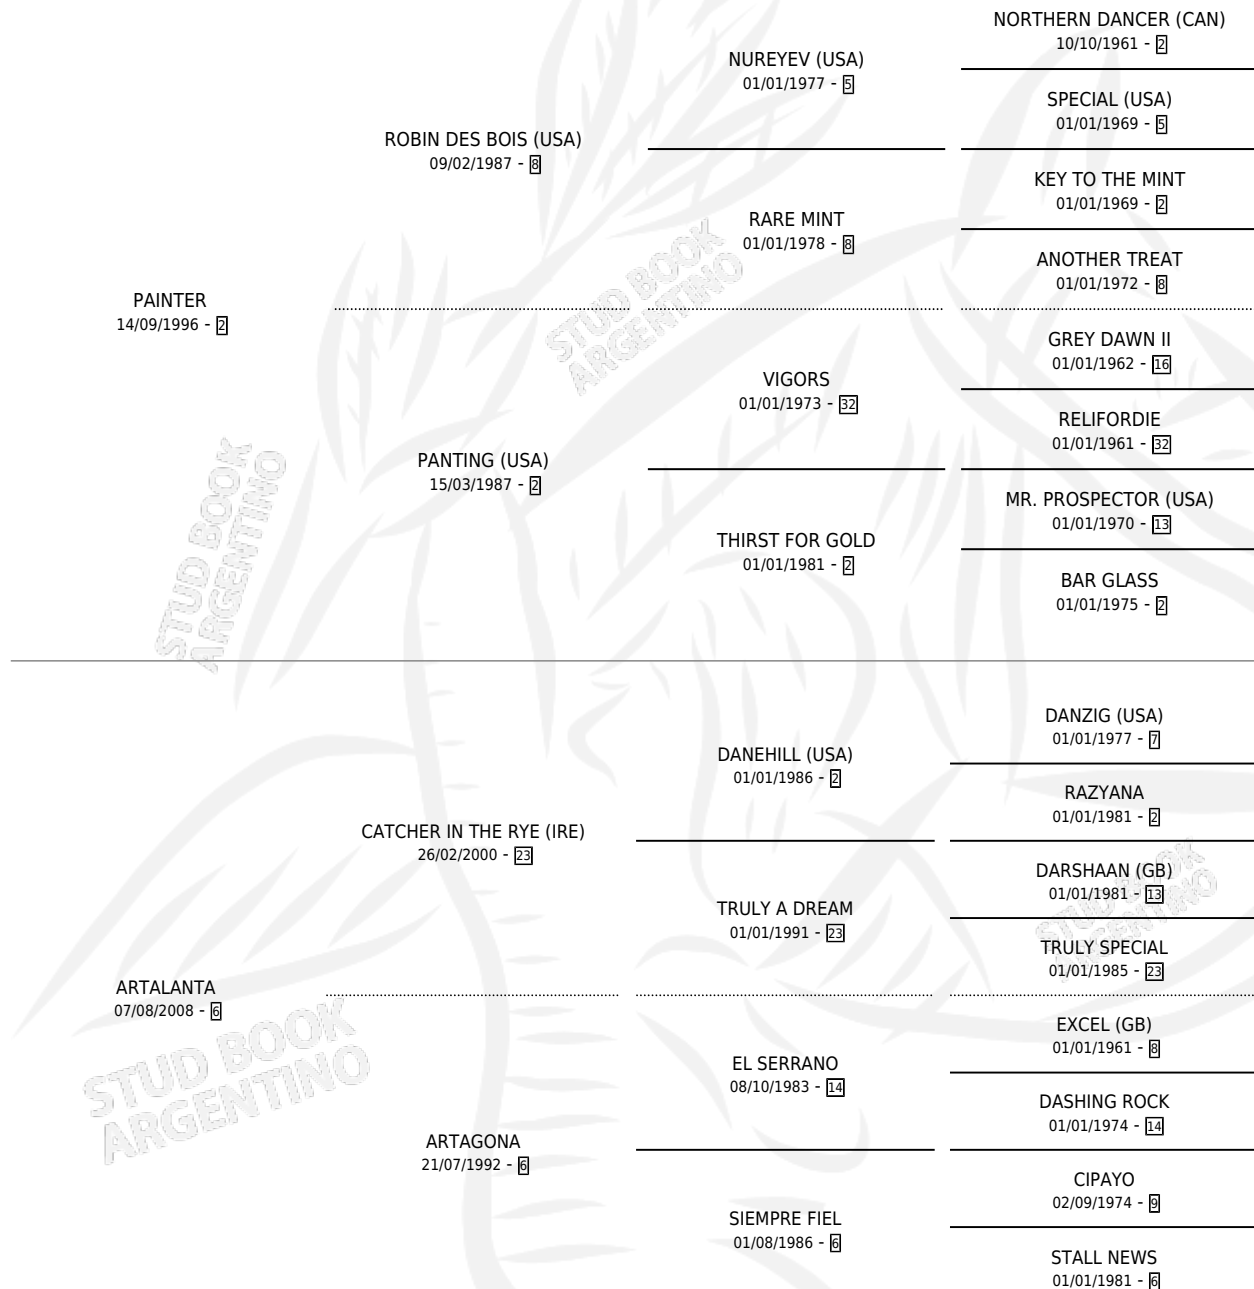 NORTHERN DANCER (CAN)
10/10/1961 - 2
NUREYEV (USA)
01/01/1977 - 5
SPECIAL (USA)
01/01/1969 - 5
ROBIN DES BOIS (USA)
09/02/1987 - 8
KEY TO THE MINT
01/01/1969 - 2
RARE MINT
01/01/1978 - 8
ANOTHER TREAT
01/01/1972 - 8
PAINTER
14/09/1996 - 2
GREY DAWN II
01/01/1962 - 16
VIGORS
01/01/1973 - 32
RELIFORDIE
01/01/1961 - 32
PANTING (USA)
15/03/1987 - 2
MR. PROSPECTOR (USA)
01/01/1970 - 13
THIRST FOR GOLD
01/01/1981 - 2
BAR GLASS
01/01/1975 - 2
STUD BOOK
ARGENTINO
STUD BOOK
ARGENTINO
DANZIG (USA)
01/01/1977 - 7
DANEHILL (USA)
01/01/1986 - 2
RAZYANA
01/01/1981 - 2
CATCHER IN THE RYE (IRE)
26/02/2000 - 23
DARSHAAN (GB)
01/01/1981 - 13
TRULY A DREAM
01/01/1991 - 23
TRULY SPECIAL
01/01/1985 - 23
STUD BOOK
ARGENTINO
ARTALANTA
07/08/2008 - 6
EXCEL (GB)
01/01/1961 - 8
EL SERRANO
08/10/1983 - 14
DASHING ROCK
01/01/1974 - 14
STUD BOOK
ARGENTINO
ARTAGONA
21/07/1992 - 6
CIPAYO
02/09/1974 - 9
SIEMPRE FIEL
01/08/1986 - 6
STALL NEWS
01/01/1981 - 6